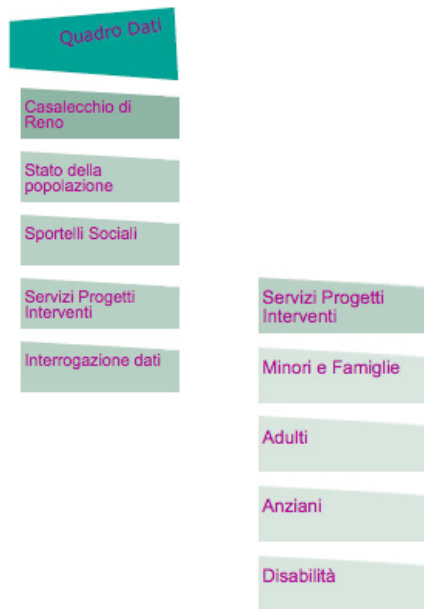 Quadro Dati
Casalecchio di
Reno
Stato della
popolazione
Sportelli Sociali
Servizi Progetti
Interventi
Interrogazione dati
Servizi Progetti
Interventi
Minori e Famiglie
Adulti
Anziani
Disabilità